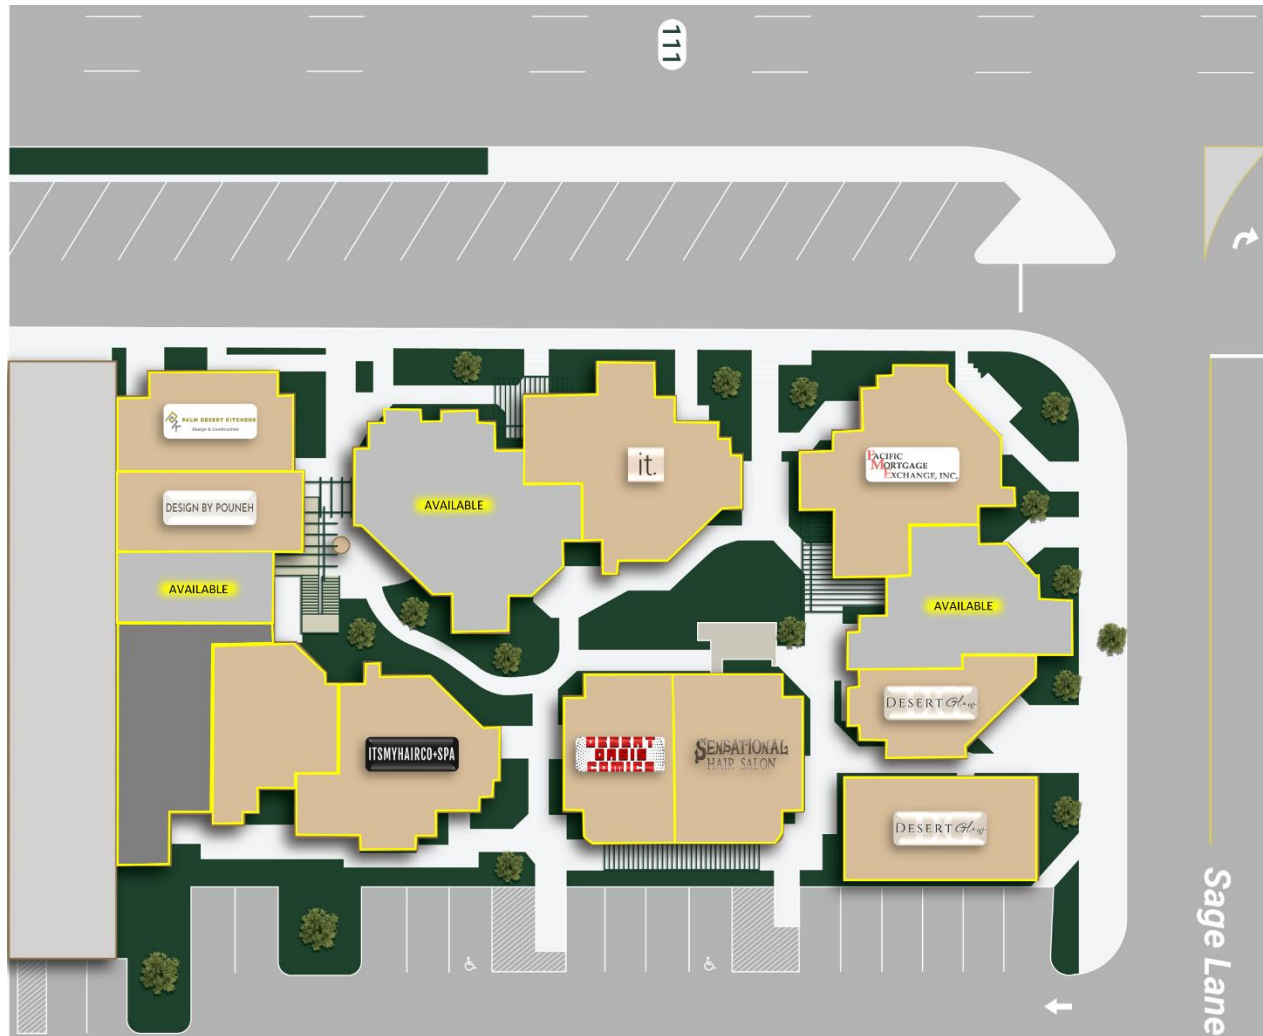 111
PALM DESERT KITCHENS
Design & Construction
it.
PACIFIC
MORTGAGE
EXCHANGE, INC.
DESIGN BY POUNEH
AVAILABLE
AVAILABLE
AVAILABLE
DESERT Glow
ITSMYHAIRCO+SPA
DESERT
OASIS
COMICS
SENSATIONAL
HAIR SALON
DESERT Glow
Sage Lane